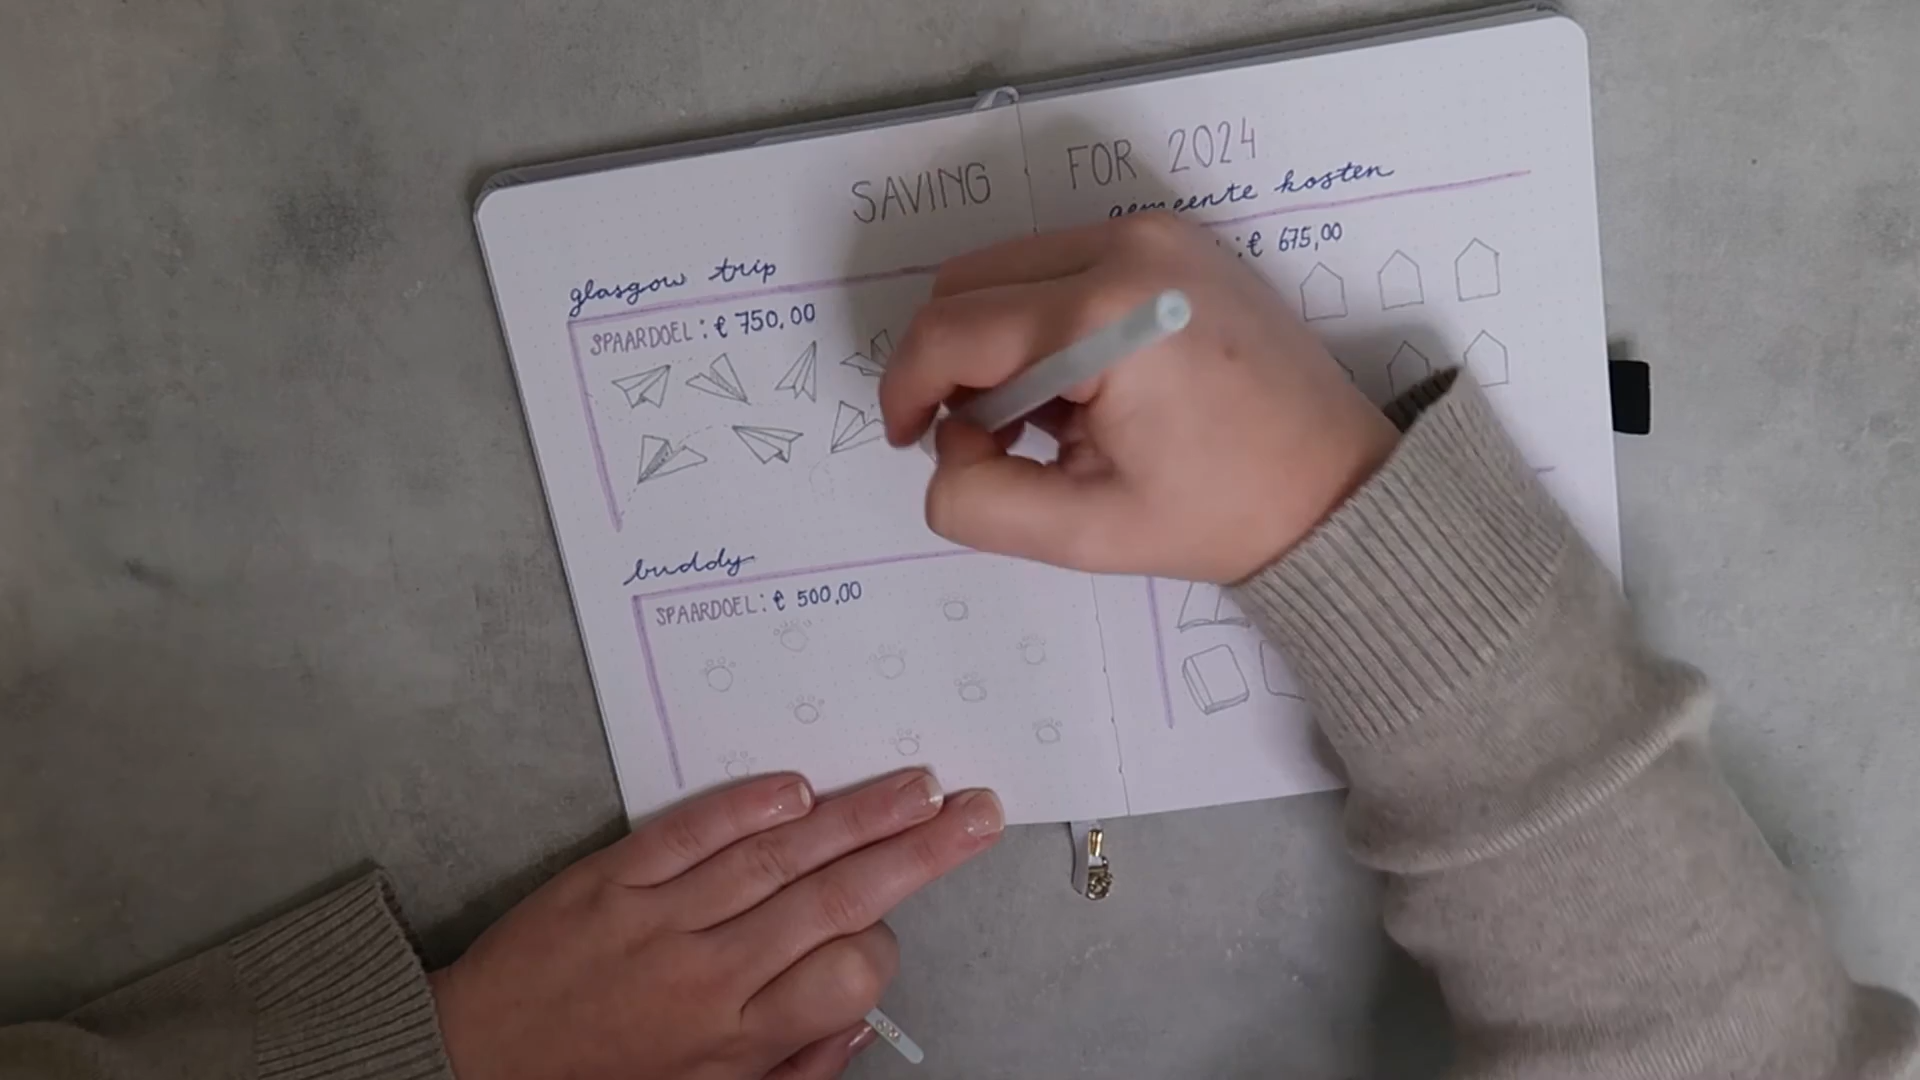 SAVING FOR 2024
glasgow trip
SPAARDOEL: € 750,00
gemeente kosten
: € 675,00
buddy
SPAARDOEL: € 500,00